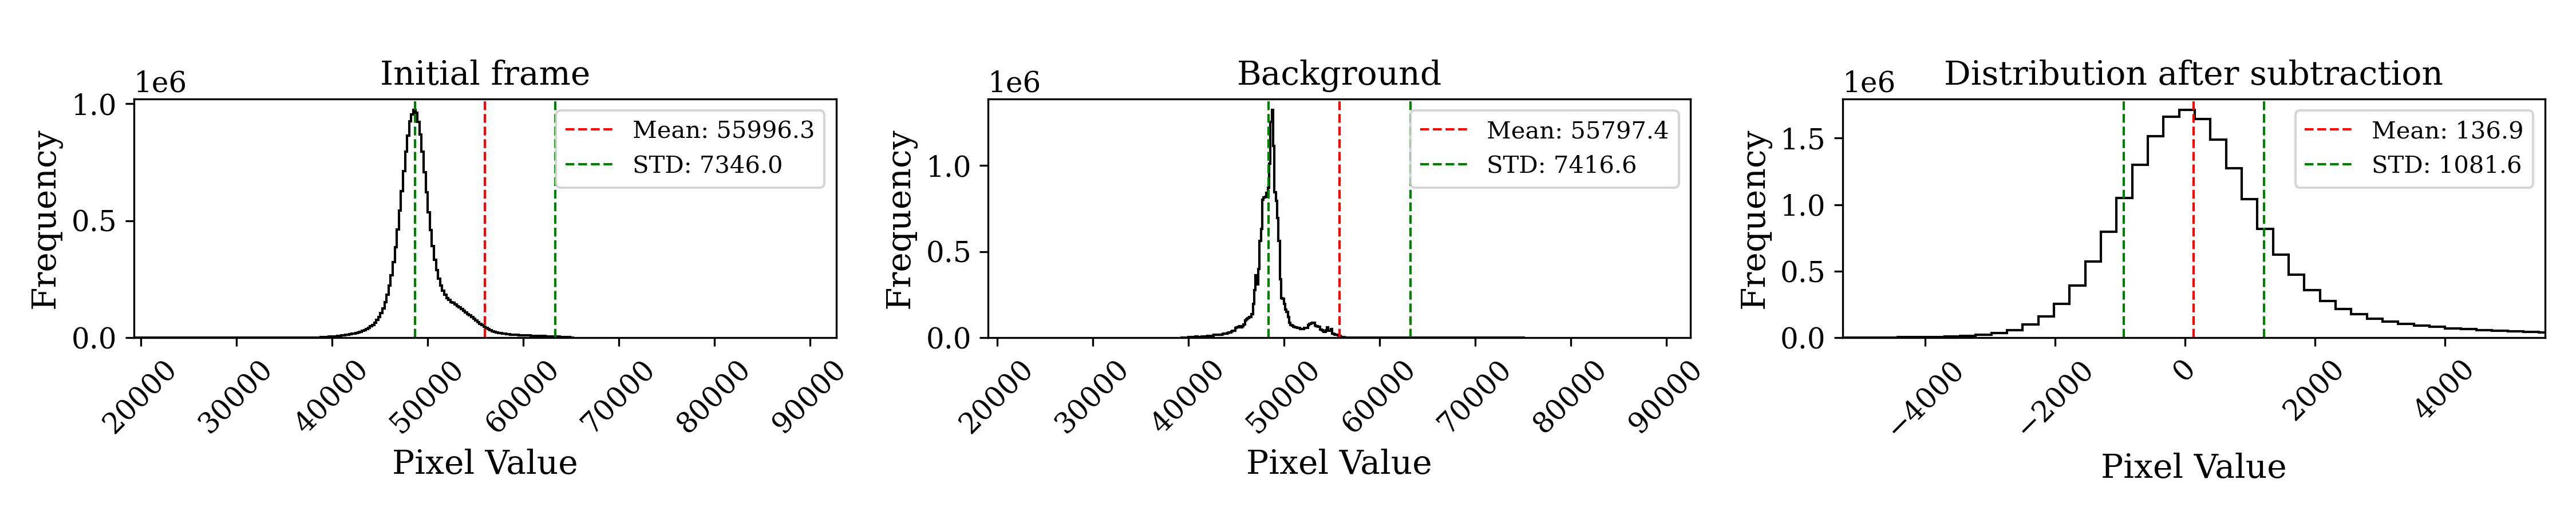 Initial frame
1e6
Frequency
1.0
0.5
0.0
Mean: 55996.3
STD: 7346.0
20000
30000
40000
50000
60000
70000
80000
90000
Pixel Value
Background
1e6
Frequency
1.0
0.5
0.0
Mean: 55797.4
STD: 7416.6
20000
30000
40000
50000
60000
70000
80000
90000
Pixel Value
Distribution after subtraction
1e6
Frequency
1.5
1.0
0.5
0.0
Mean: 136.9
STD: 1081.6
−4000
−2000
0
2000
4000
Pixel Value